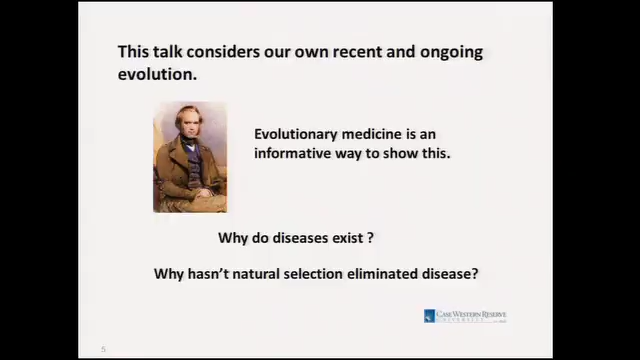 This talk considers our own recent and ongoing
evolution.
Evolutionary medicine is an
informative way to show this.
Why do diseases exist ?
Why hasn't natural selection eliminated disease?
CASE WESTERN RESERVE
UNIVERSITY
5